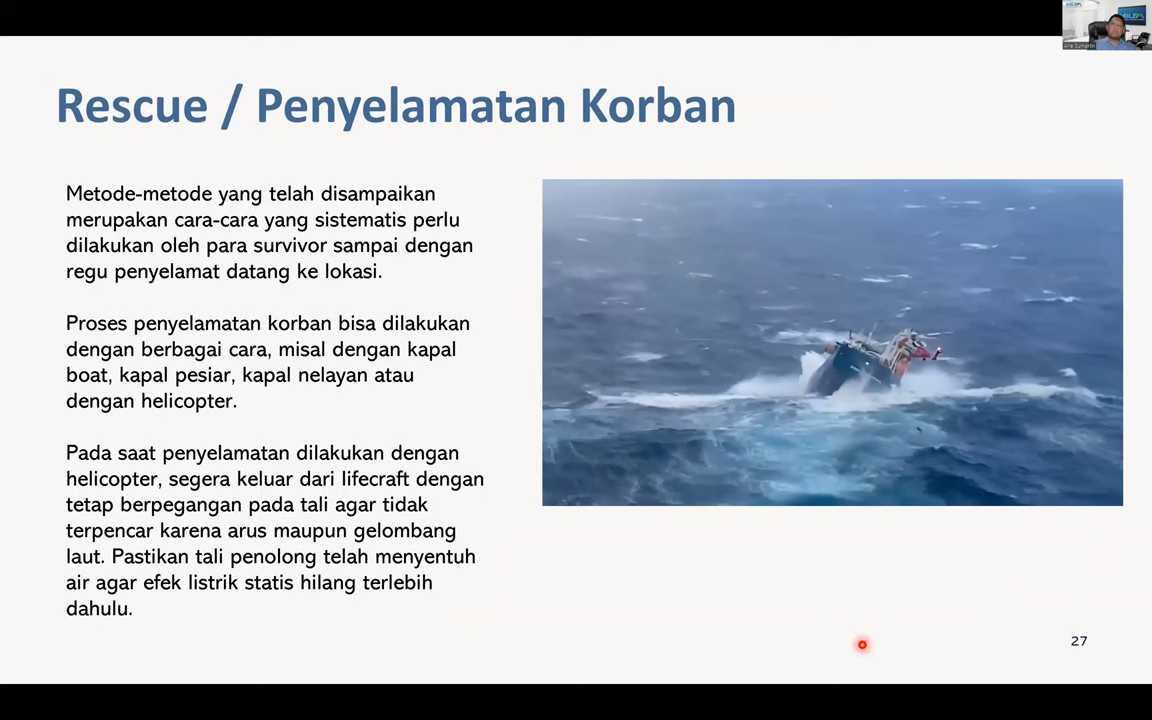 Rescue / Penyelamatan Korban
Metode-metode yang telah disampaikan
merupakan cara-cara yang sistematis perlu
dilakukan oleh para survivor sampai dengan
regu penyelamat datang ke lokasi.
Proses penyelamatan korban bisa dilakukan
dengan berbagai cara, misal dengan kapal
boat, kapal pesiar, kapal nelayan atau
dengan helicopter.
Pada saat penyelamatan dilakukan dengan
helicopter, segera keluar dari lifecraft dengan
tetap berpegangan pada tali agar tidak
terpencar karena arus maupun gelombang
laut. Pastikan tali penolong telah menyentuh
air agar efek listrik statis hilang terlebih
dahulu.
27